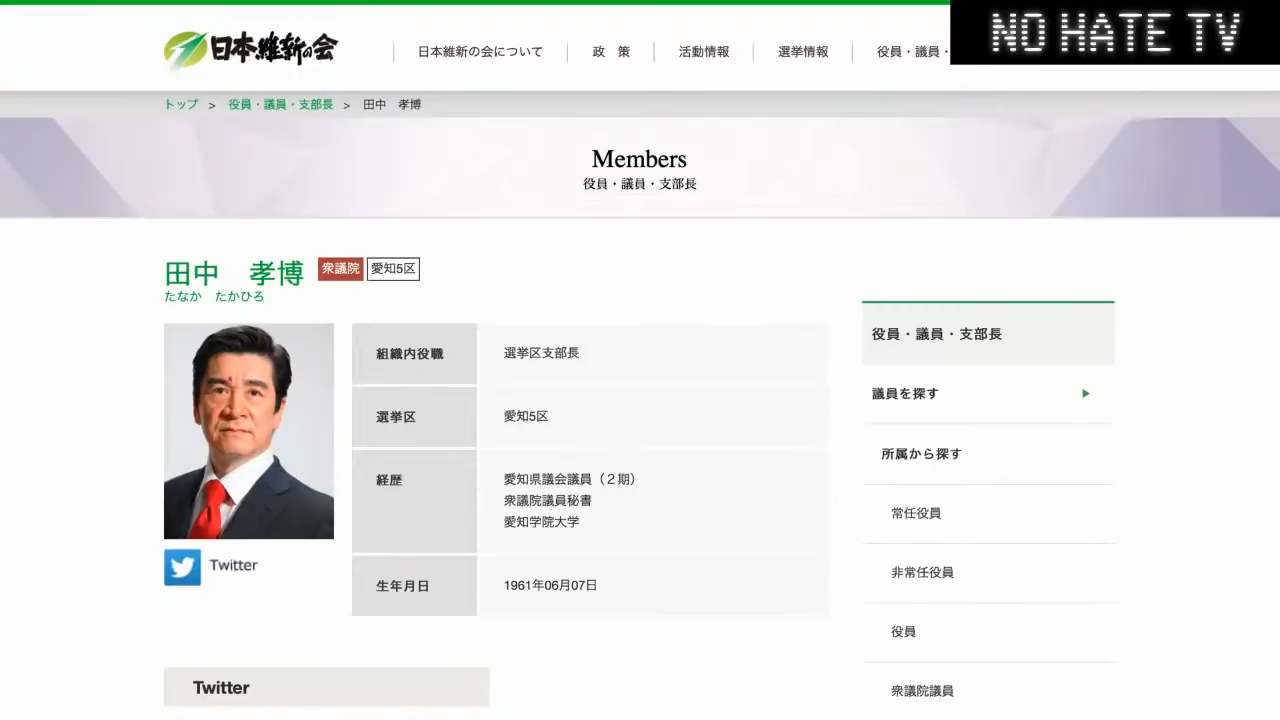 NO HATE TV
日本維新の会
日本維新の会について
政　策
活動情報
選挙情報
役員・議員・
トップ > 役員・議員・支部長 > 田中　孝博
Members
役員・議員・支部長
田中　孝博 衆議院 愛知5区
たなか　たかひろ
組織内役職 選挙区支部長
選挙区 愛知5区
経歴 愛知県議会議員（２期）
衆議院議員秘書
愛知学院大学
生年月日 1961年06月07日
Twitter
Twitter
役員・議員・支部長
議員を探す
所属から探す
常任役員
非常任役員
役員
衆議院議員